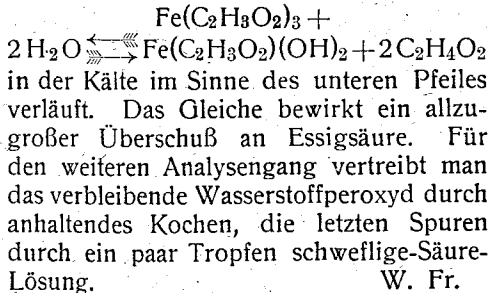 Fe(C2H3O2)3 +
2 H2O ⇄ Fe(C2H3O2)(OH)2 + 2 C2H4O2
in der Kälte im Sinne des unteren Pfeiles
verläuft. Das Gleiche bewirkt ein allzu-
großer Überschuß an Essigsäure. Für
den weiteren Analysengang vertreibt man
das verbleibende Wasserstoffperoxyd durch
anhaltendes Kochen, die letzten Spuren
durch ein paar Tropfen schweflige-Säure-
Lösung. W. Fr.